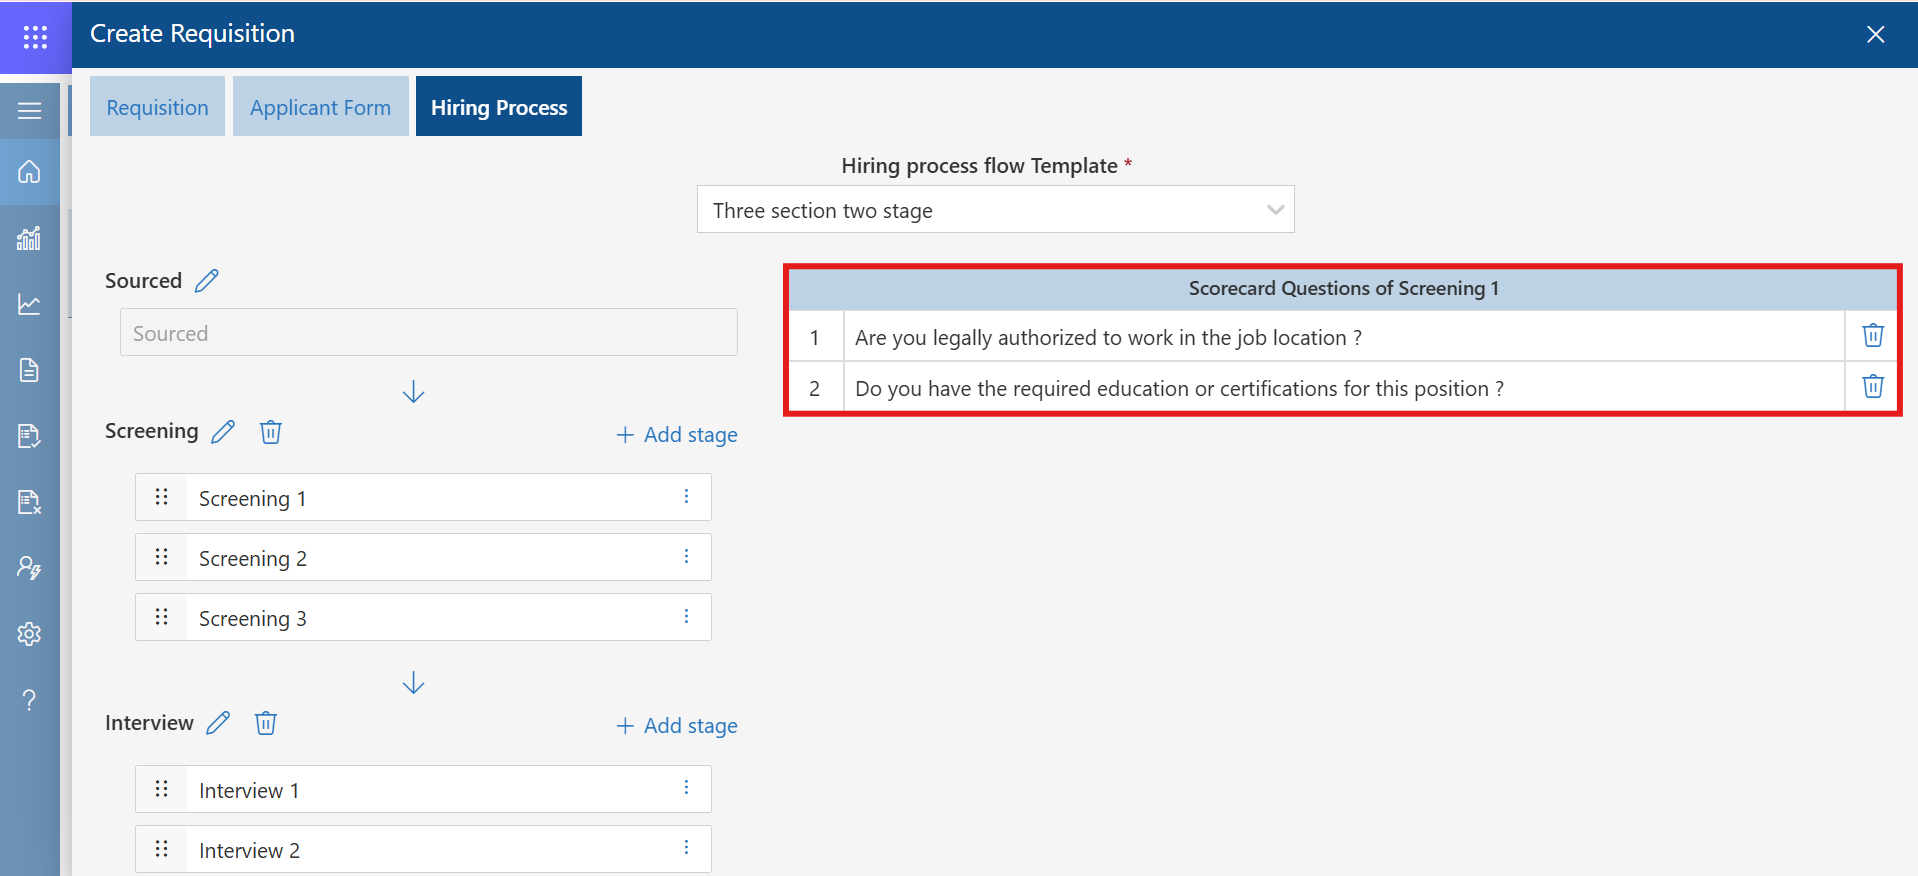 Create Requisition
Requisition
Applicant Form
Hiring Process
Hiring process flow Template *
Three section two stage
Sourced
Sourced
Screening
+ Add stage
Screening 1
Screening 2
Screening 3
Interview
+ Add stage
Interview 1
Interview 2
Scorecard Questions of Screening 1
1 Are you legally authorized to work in the job location ?
2 Do you have the required education or certifications for this position ?